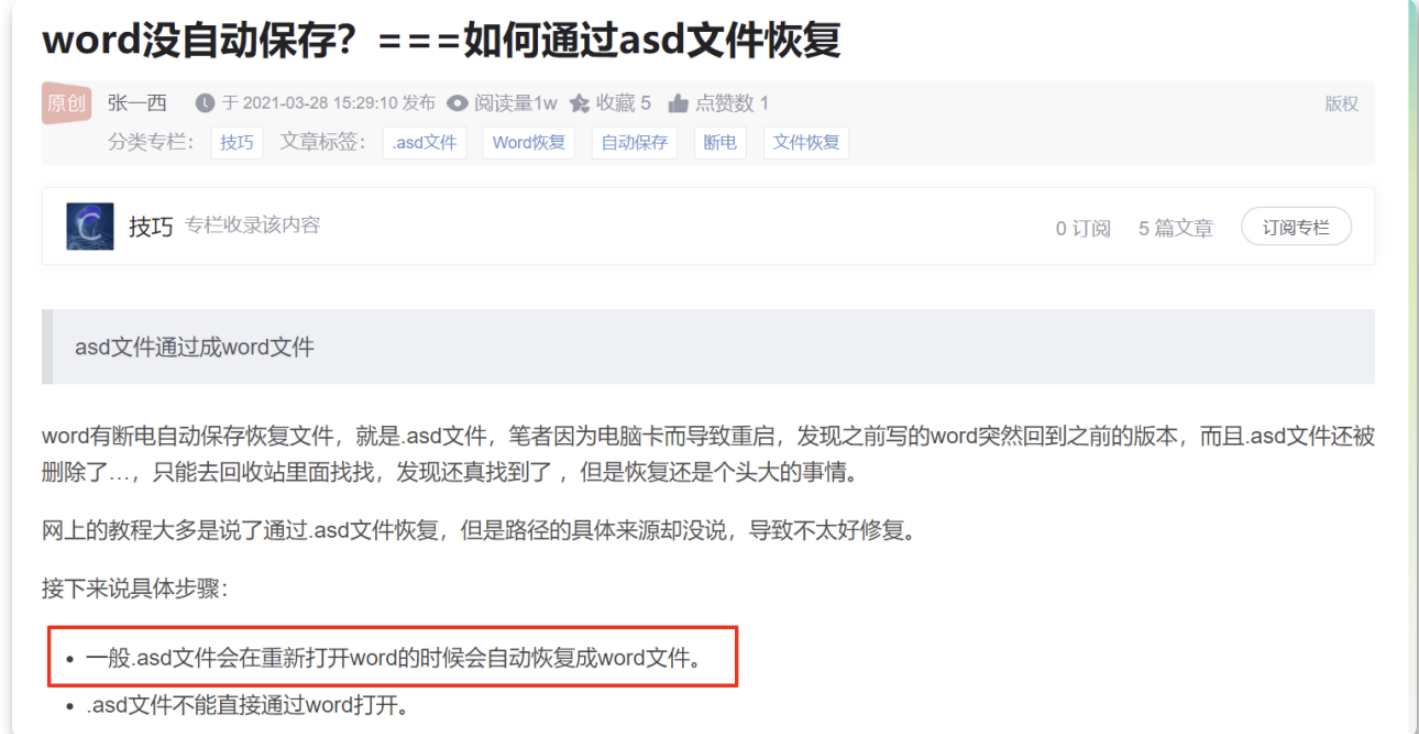 word没自动保存？===如何通过asd文件恢复
原创 张一西 于 2021-03-28 15:29:10 发布 阅读量1w 收藏 5 点赞数 1 版权
分类专栏： 技巧 文章标签： .asd文件 Word恢复 自动保存 断电 文件恢复
技巧 专栏收录该内容 0 订阅 5 篇文章 订阅专栏
asd文件通过成word文件
word有断电自动保存恢复文件，就是.asd文件，笔者因为电脑卡而导致重启，发现之前写的word突然回到之前的版本，而且.asd文件还被
删除了…，只能去回收站里面找找，发现还真找到了 ，但是恢复还是个头大的事情。
网上的教程大多是说了通过.asd文件恢复，但是路径的具体来源却没说，导致不太好修复。
接下来说具体步骤：
• 一般.asd文件会在重新打开word的时候会自动恢复成word文件。
• .asd文件不能直接通过word打开。